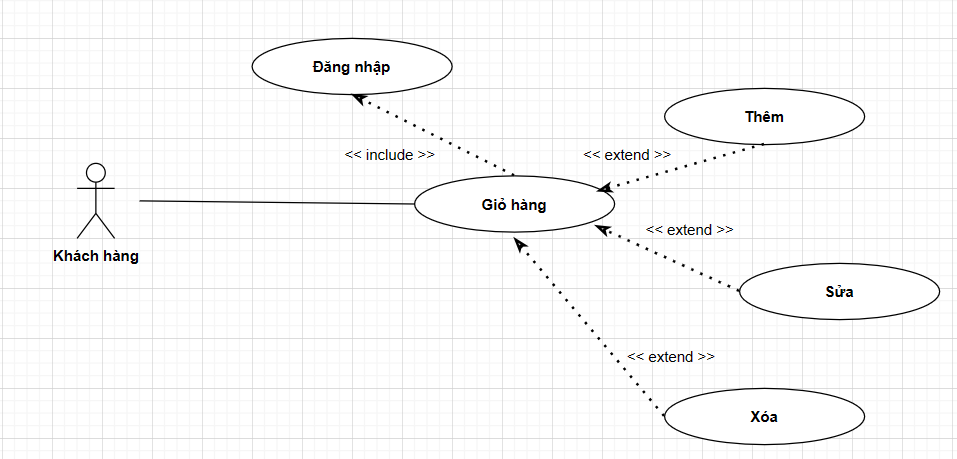 Đăng nhập
Thêm
<< include >>
<< extend >>
Giỏ hàng
<< extend >>
Khách hàng
Sửa
<< extend >>
Xóa